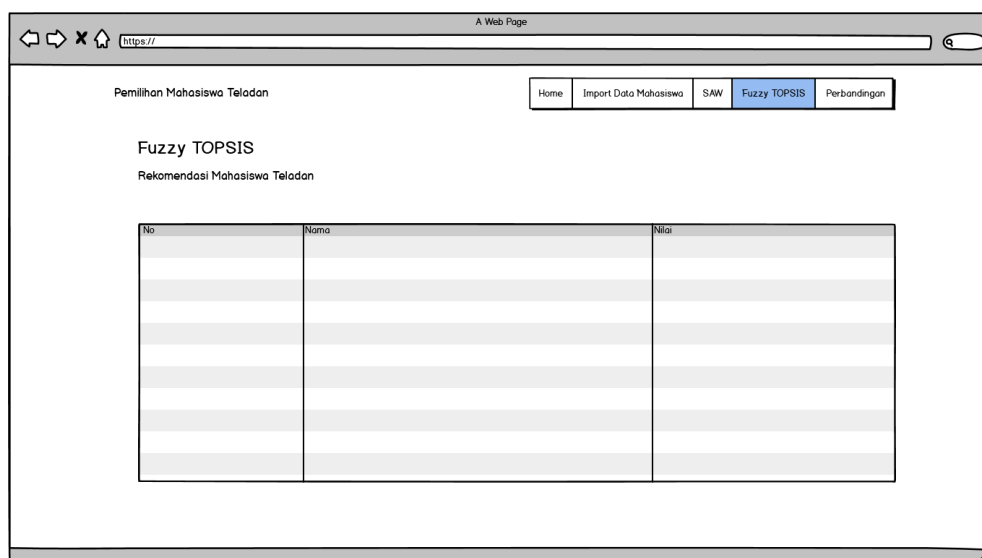 A Web Page
https://
Pemilihan Mahasiswa Teladan
Home Import Data Mahasiswa SAW Fuzzy TOPSIS Perbandingan
Fuzzy TOPSIS
Rekomendasi Mahasiswa Teladan
No Nama Nilai